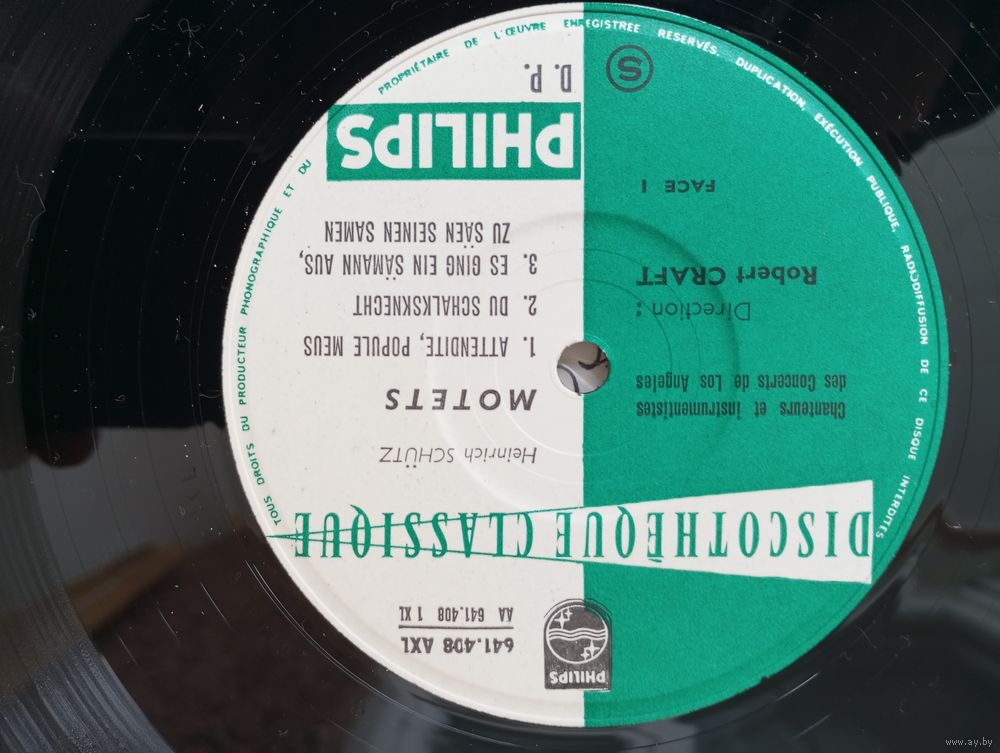 PHILIPS
641.408 AXL
AA 641.408 1 XL
DISCOTHÈQUE CLASSIQUE
Heinrich SCHÜTZ
MOTETS
1. ATTENDITE, POPULE MEUS
2. DU SCHALKSKNECHT
3. ES GING EIN SÄMANN AUS,
ZU SÄEN SEINEN SAMEN
Chanteurs et instrumentistes
des Concerts de Los Angeles
Direction :
Robert CRAFT
FACE I
PHILIPS
D. P.
S
TOUS DROITS DU PRODUCTEUR PHONOGRAPHIQUE ET DU PROPRIÉTAIRE DE L'ŒUVRE ENREGISTRÉE RÉSERVÉS. DUPLICATION, EXÉCUTION PUBLIQUE, RADIODIFFUSION DE CE DISQUE INTERDITES
www.ay.by